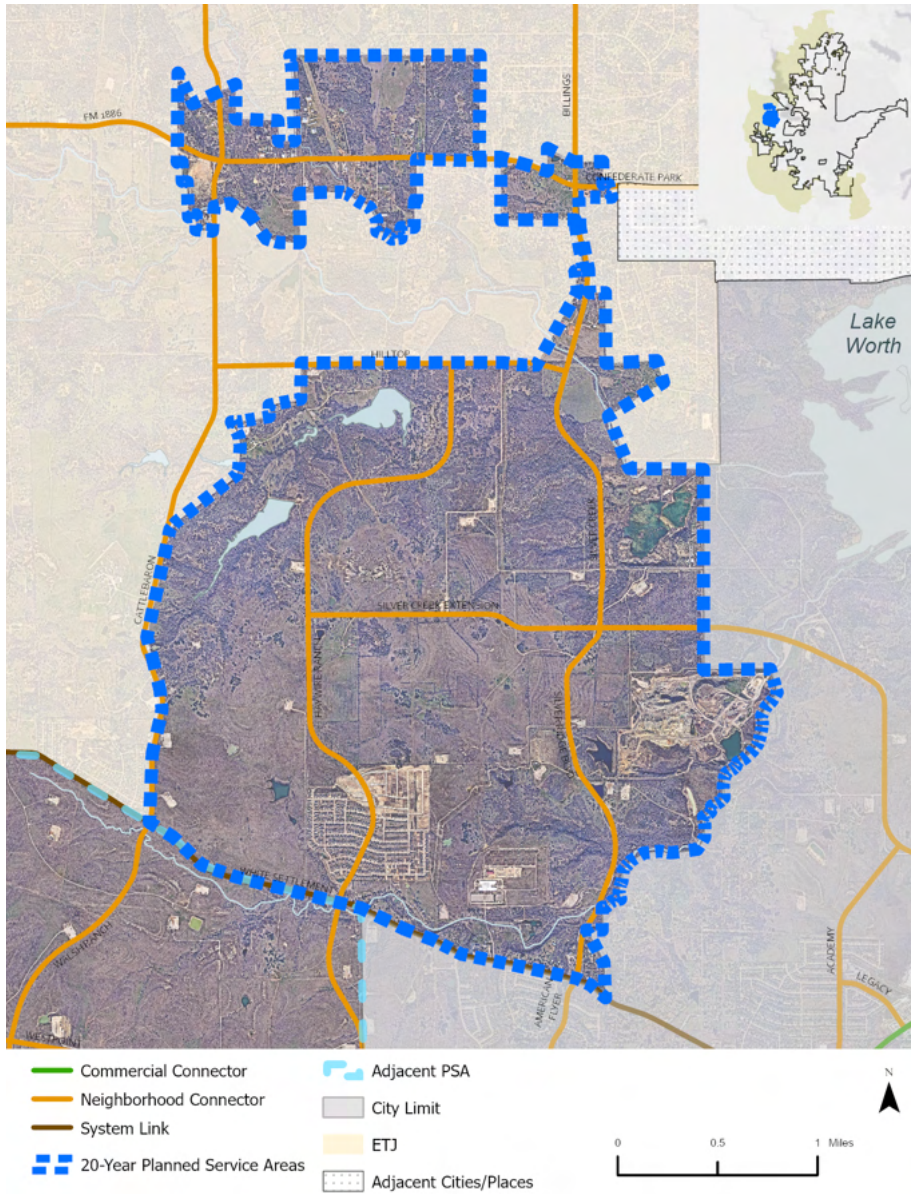 FM 1886
BILLINGS
CONFEDERATE PARK
Lake
Worth
HILLTOP
CATTLEBARON
SILVER CREEK EXTENSION
WHITE SETTLEMENT
WALSH RANCH
AMERICAN
FLYER
ACADEMY
LEGACY
Commercial Connector
Neighborhood Connector
System Link
20-Year Planned Service Areas
Adjacent PSA
City Limit
ETJ
Adjacent Cities/Places
N
0 0.5 1 Miles